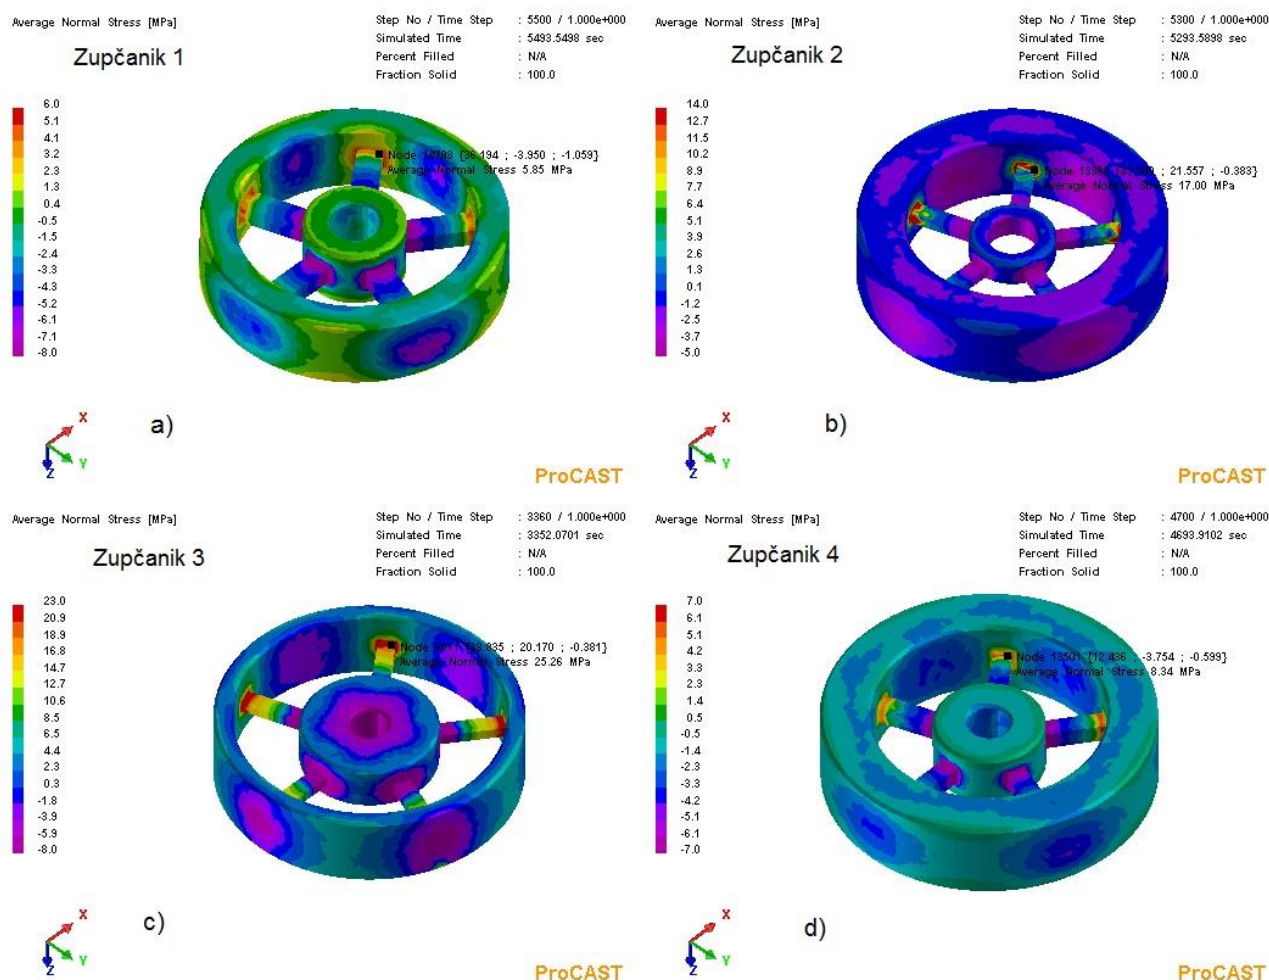 Average Normal Stress [MPa]
Zupčanik 1
Step No / Time Step : 5500 / 1.000e+000
Simulated Time : 5493.5498 sec
Percent Filled : N/A
Fraction Solid : 100.0
6.0
5.1
4.1
3.2
2.3
1.3
0.4
-0.5
-1.5
-2.4
-3.3
-4.3
-5.2
-6.1
-7.1
-8.0
Node {36.194 ; -3.950 ; -1.059}
Average Normal Stress 5.85 MPa
X
Y
Z
a)
ProCAST
Average Normal Stress [MPa]
Zupčanik 2
Step No / Time Step : 5300 / 1.000e+000
Simulated Time : 5293.5898 sec
Percent Filled : N/A
Fraction Solid : 100.0
14.0
12.7
11.5
10.2
8.9
7.7
6.4
5.1
3.9
2.6
1.3
0.1
-1.2
-2.5
-3.7
-5.0
Node ; 21.557 ; -0.383}
Average Normal Stress 17.00 MPa
X
Y
Z
b)
ProCAST
Average Normal Stress [MPa]
Zupčanik 3
Step No / Time Step : 3360 / 1.000e+000
Simulated Time : 3352.0701 sec
Percent Filled : N/A
Fraction Solid : 100.0
23.0
20.9
18.9
16.8
14.7
12.7
10.6
8.5
6.5
4.4
2.3
0.3
-1.8
-3.9
-5.9
-8.0
Node ; 20.170 ; -0.381}
Average Normal Stress 25.26 MPa
X
Y
Z
c)
ProCAST
Average Normal Stress [MPa]
Zupčanik 4
Step No / Time Step : 4700 / 1.000e+000
Simulated Time : 4693.9102 sec
Percent Filled : N/A
Fraction Solid : 100.0
7.0
6.1
5.1
4.2
3.3
2.3
1.4
0.5
-0.5
-1.4
-2.3
-3.3
-4.2
-5.1
-6.1
-7.0
Node 13501 {12.436 ; -3.754 ; -0.599}
Average Normal Stress 8.34 MPa
X
Y
Z
d)
ProCAST